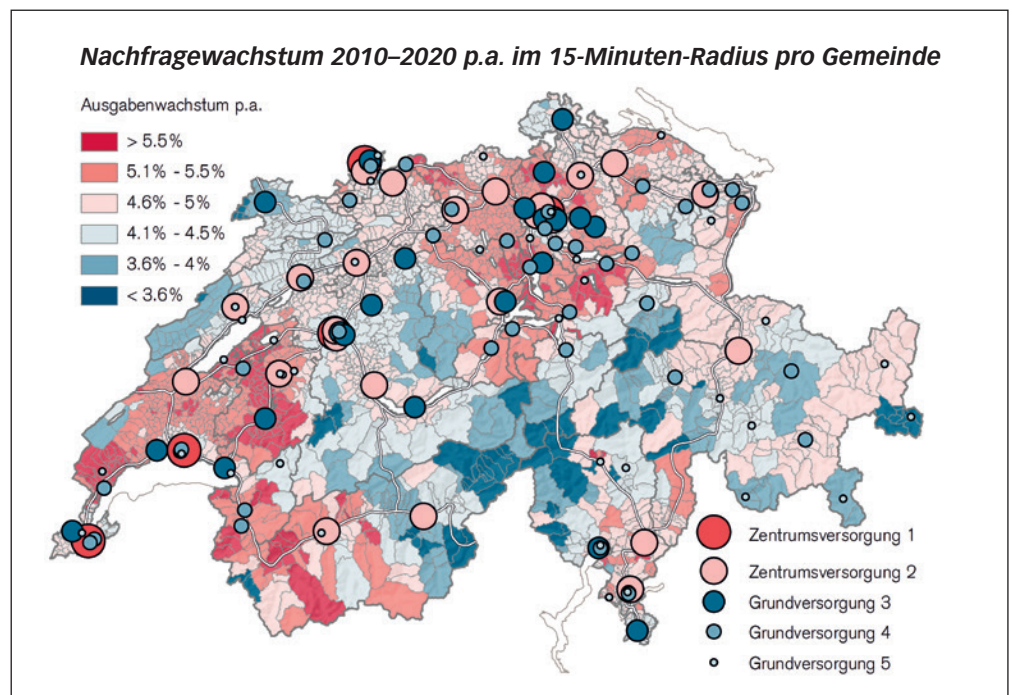 Nachfragewachstum 2010–2020 p.a. im 15-Minuten-Radius pro Gemeinde
Ausgabenwachstum p.a.
> 5.5%
5.1% - 5.5%
4.6% - 5%
4.1% - 4.5%
3.6% - 4%
< 3.6%
Zentrumsversorgung 1
Zentrumsversorgung 2
Grundversorgung 3
Grundversorgung 4
Grundversorgung 5